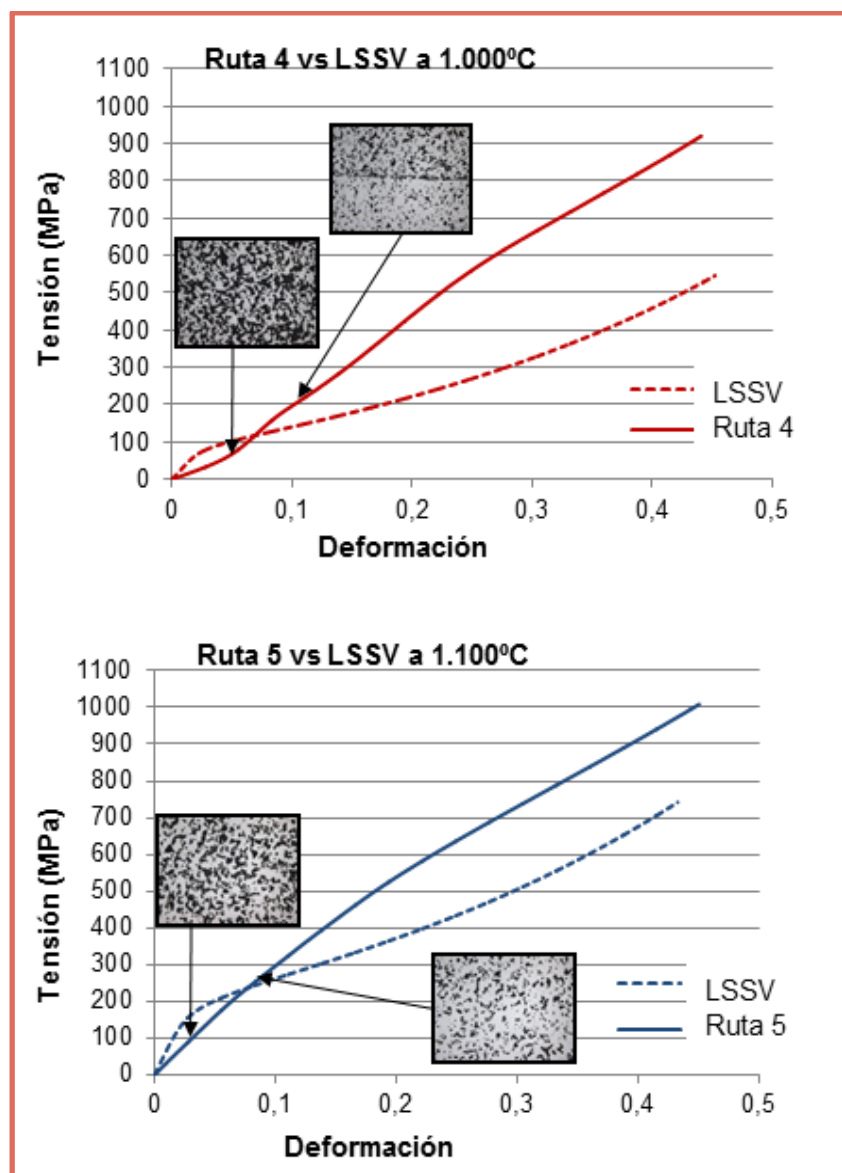 Ruta 4 vs LSSV a 1.000ºC
1100
1000
900
800
700
600
500
400
300
200
100
0
Tensión (MPa)
LSSV
Ruta 4
0 0,1 0,2 0,3 0,4 0,5
Deformación
Ruta 5 vs LSSV a 1.100ºC
1100
1000
900
800
700
600
500
400
300
200
100
0
Tensión (MPa)
LSSV
Ruta 5
0 0,1 0,2 0,3 0,4 0,5
Deformación